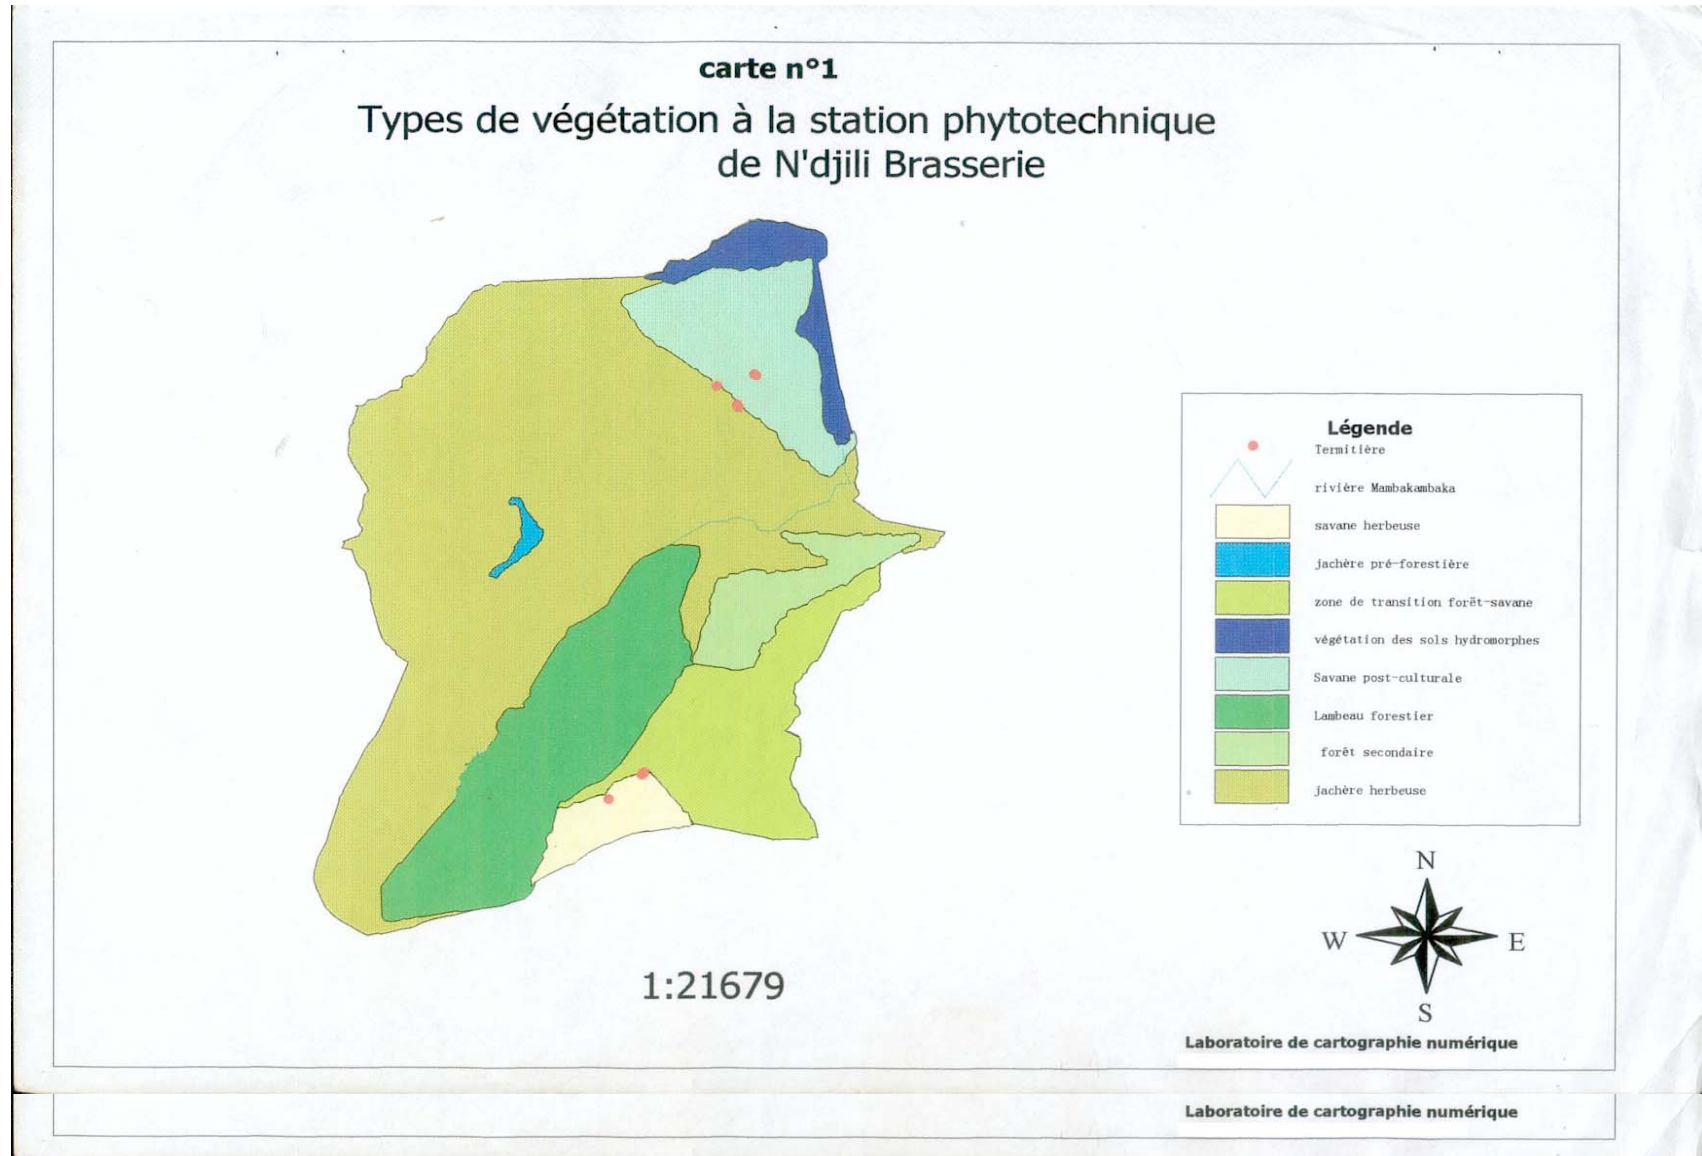 carte n°1
Types de végétation à la station phytotechnique
de N'djili Brasserie
Légende
Termitière
rivière Mambakambaka
savane herbeuse
jachère pré-forestière
zone de transition forêt-savane
végétation des sols hydromorphes
Savane post-culturale
Lambeau forestier
forêt secondaire
jachère herbeuse
N
W
E
S
1:21679
Laboratoire de cartographie numérique
Laboratoire de cartographie numérique